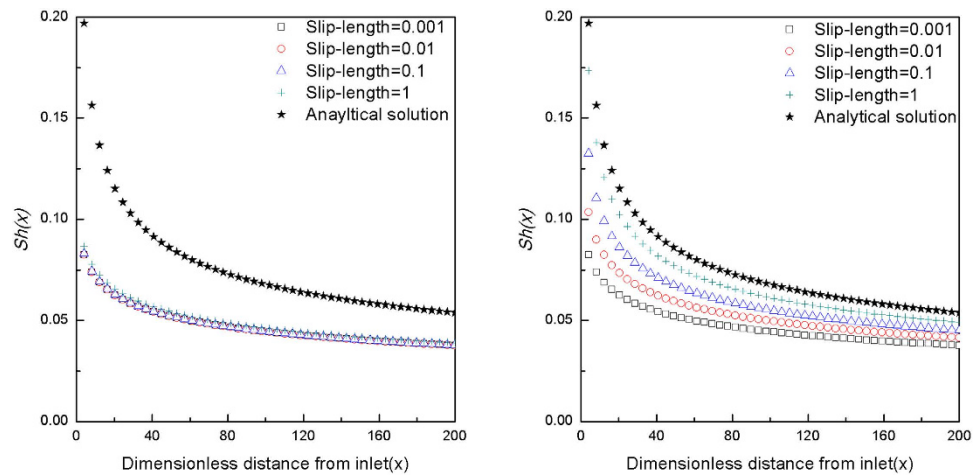 0.20
0.15
0.10
0.05
0.00
Sh(x)
Slip-length=0.001
Slip-length=0.01
Slip-length=0.1
Slip-length=1
Anayltical solution
0
40
80
120
160
200
Dimensionless distance from inlet(x)
0.20
0.15
0.10
0.05
0.00
Sh(x)
Slip-length=0.001
Slip-length=0.01
Slip-length=0.1
Slip-length=1
Analytical solution
0
40
80
120
160
200
Dimensionless distance from inlet(x)